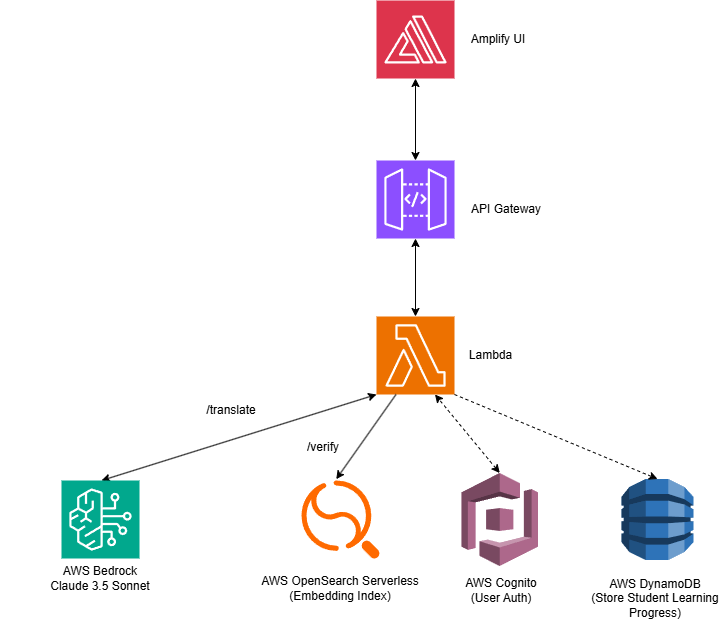 Amplify UI
</>
API Gateway
Lambda
/translate
/verify
AWS Bedrock
Claude 3.5 Sonnet
AWS OpenSearch Serverless
(Embedding Index)
AWS Cognito
(User Auth)
AWS DynamoDB
(Store Student Learning
Progress)